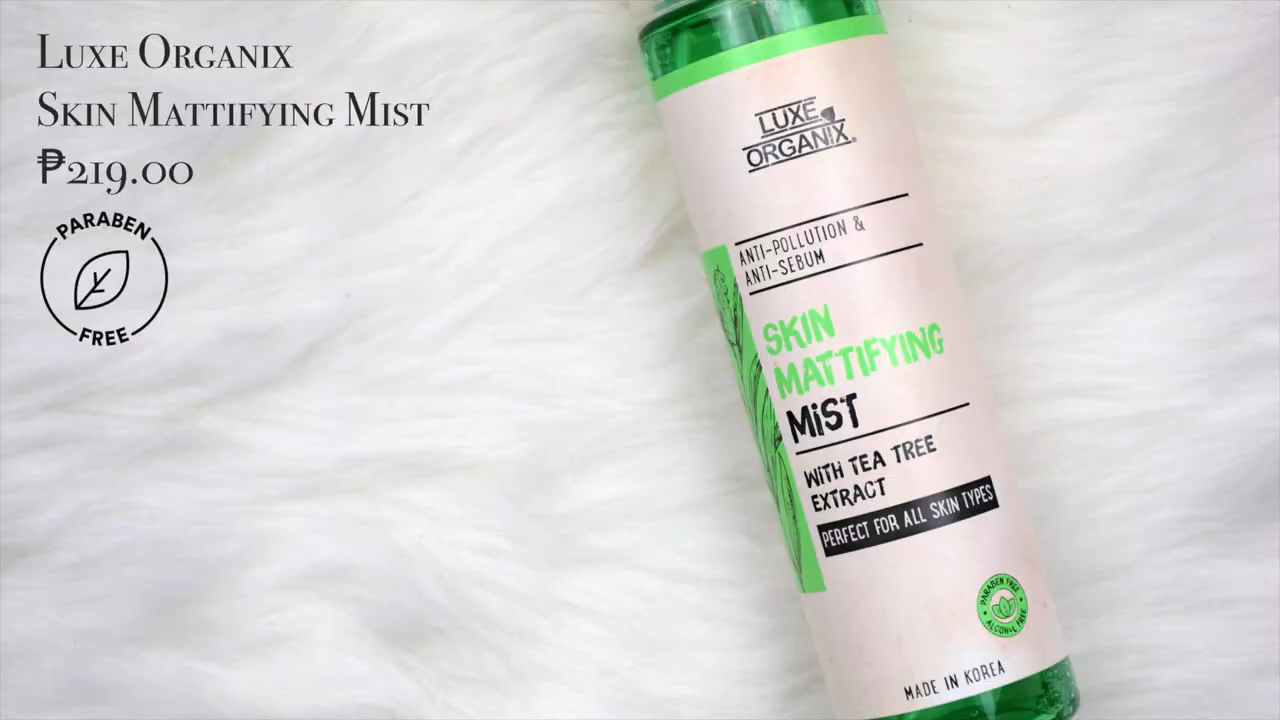 Luxe Organix
Skin Mattifying Mist
₱219.00
PARABEN
FREE
LUXE
ORGANIX®
ANTI-POLLUTION &
ANTI-SEBUM
SKIN
MATTIFYING
MiST
WiTH TEA TREE
EXTRACT
PERFECT FOR ALL SKIN TYPES
PARABEN FREE
ALCOHOL FREE
MADE IN KOREA